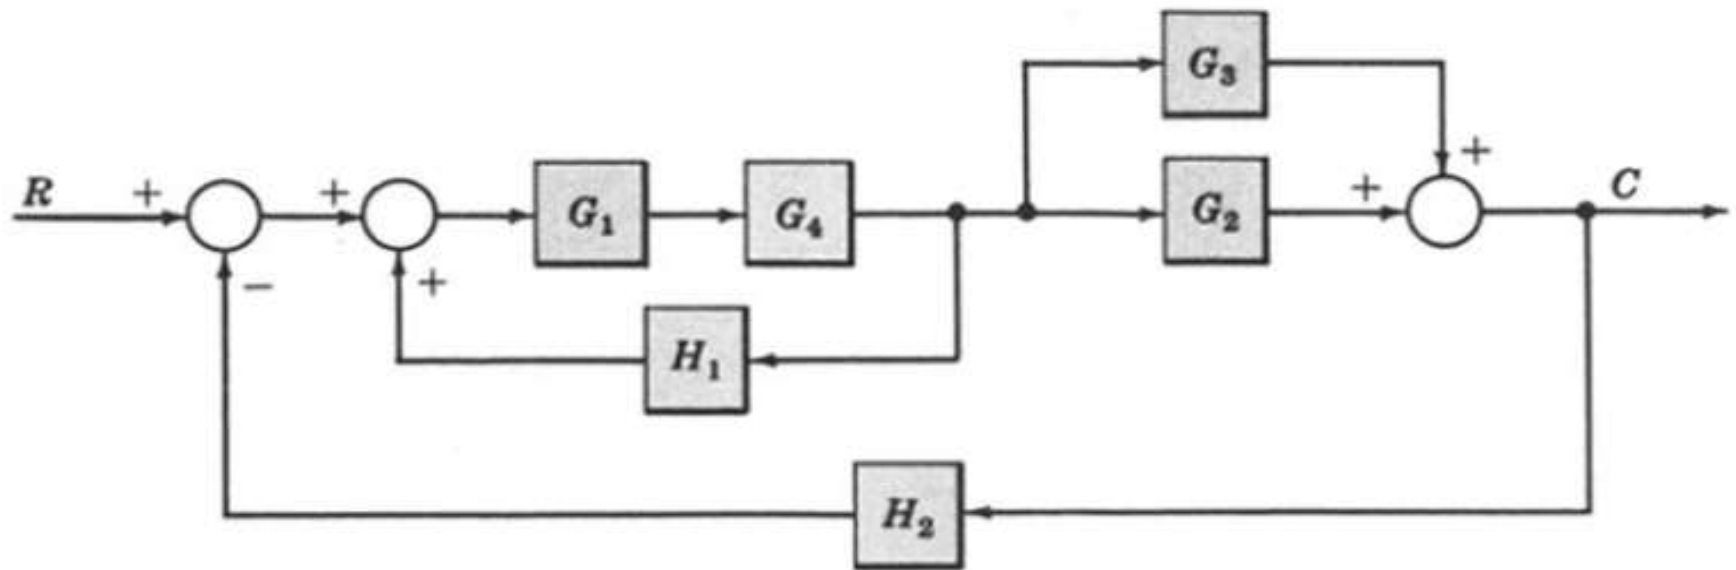 G₃
R + + G₁ G₄ + G₂ + C
− + H₁
H₂